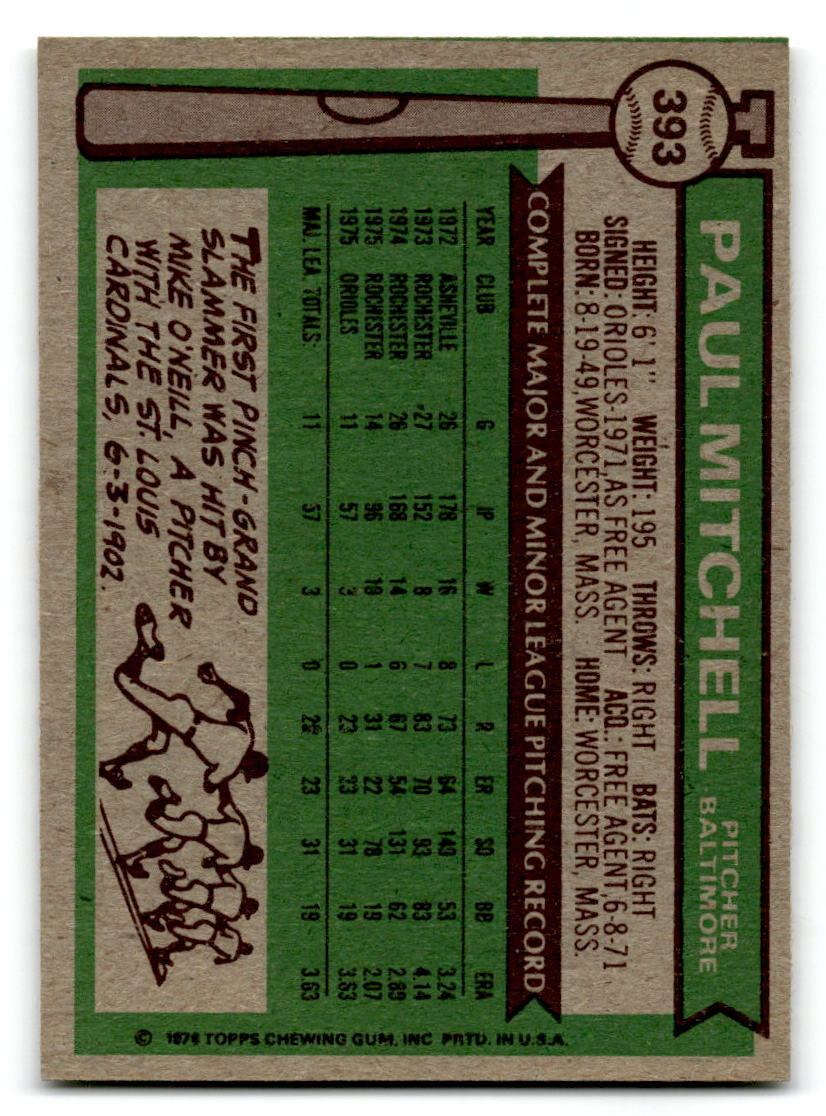 393
PAUL MITCHELL
PITCHER
BALTIMORE
HEIGHT: 6' 1" WEIGHT: 195 THROWS: RIGHT BATS: RIGHT
SIGNED: ORIOLES-1971, AS FREE AGENT ACQ.: FREE AGENT, 6-8-71
BORN: 8-19-49, WORCESTER, MASS. HOME: WORCESTER, MASS.
COMPLETE MAJOR AND MINOR LEAGUE PITCHING RECORD
YEAR CLUB G IP W L R ER SO BB ERA
1972 ASHEVILLE 26 178 16 8 73 64 140 53 3.24
1973 ROCHESTER 27 152 8 7 83 70 93 83 4.14
1974 ROCHESTER 26 168 14 6 67 54 131 62 2.89
1975 ROCHESTER 14 96 10 1 31 22 78 19 2.07
1975 ORIOLES 11 57 3 0 23 23 31 19 3.63
MAJ. LEA. TOTALS: 11 57 3 0 23 31 19 3.63
THE FIRST PINCH-GRAND
SLAMMER WAS HIT BY
MIKE O'NEILL, A PITCHER
WITH THE ST. LOUIS
CARDINALS, 6-3-1902.
© 1976 TOPPS CHEWING GUM, INC PRTD. IN U.S.A.